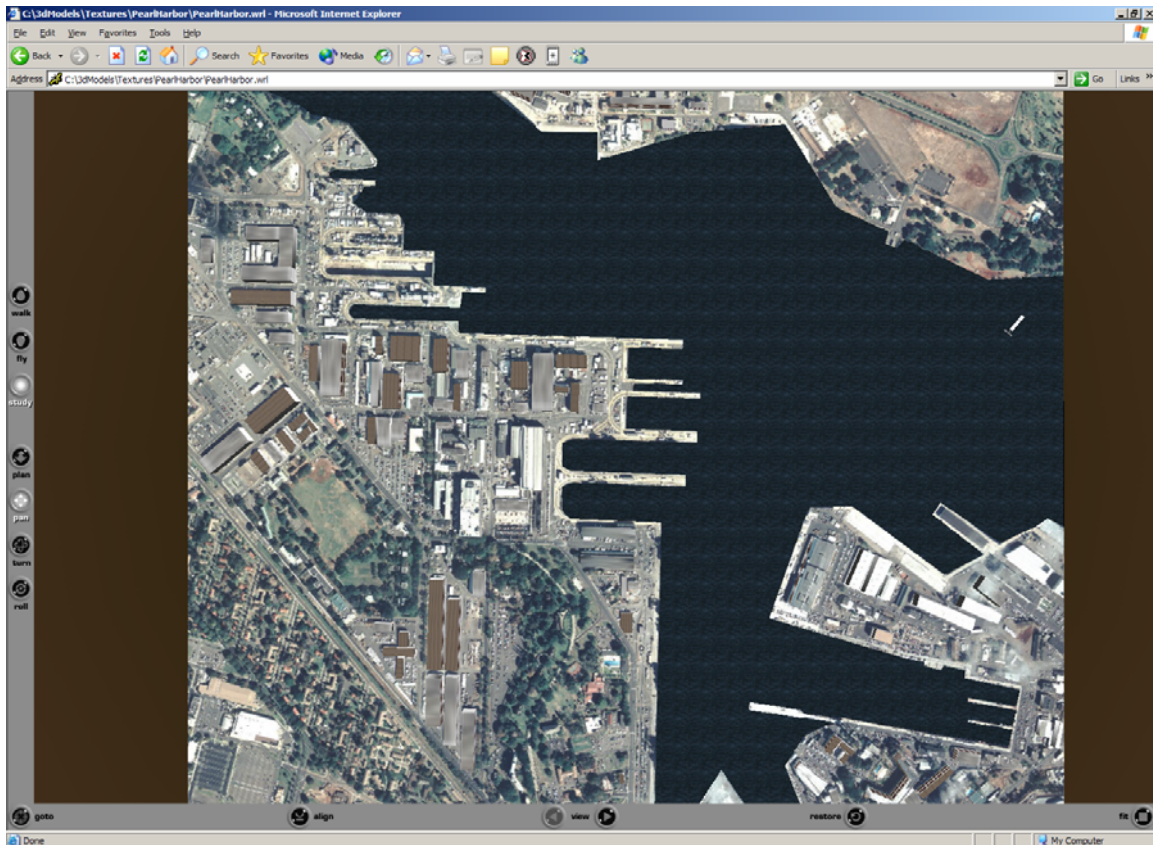 C:\3dModels\Textures\PearlHarbor\PearlHarbor.wrl - Microsoft Internet Explorer
File Edit View Favorites Tools Help
Back Search Favorites Media
Address C:\3dModels\Textures\PearlHarbor\PearlHarbor.wrl Go Links »
walk
fly
study
plan
pan
turn
roll
goto align view restore fit
Done My Computer